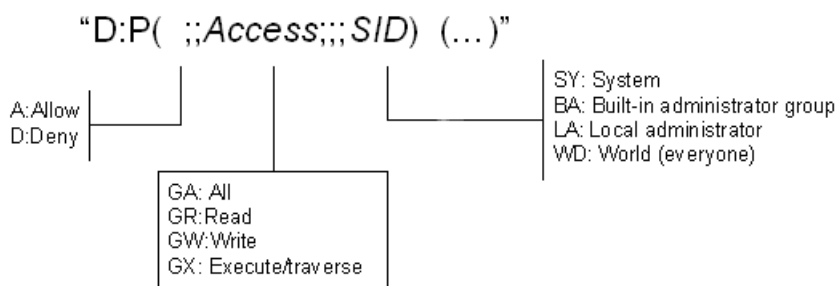 “D:P( ;;Access;;;SID) (...)”
A:Allow
D:Deny
SY: System
BA: Built-in administrator group
LA: Local administrator
WD: World (everyone)
GA: All
GR:Read
GW:Write
GX: Execute/traverse